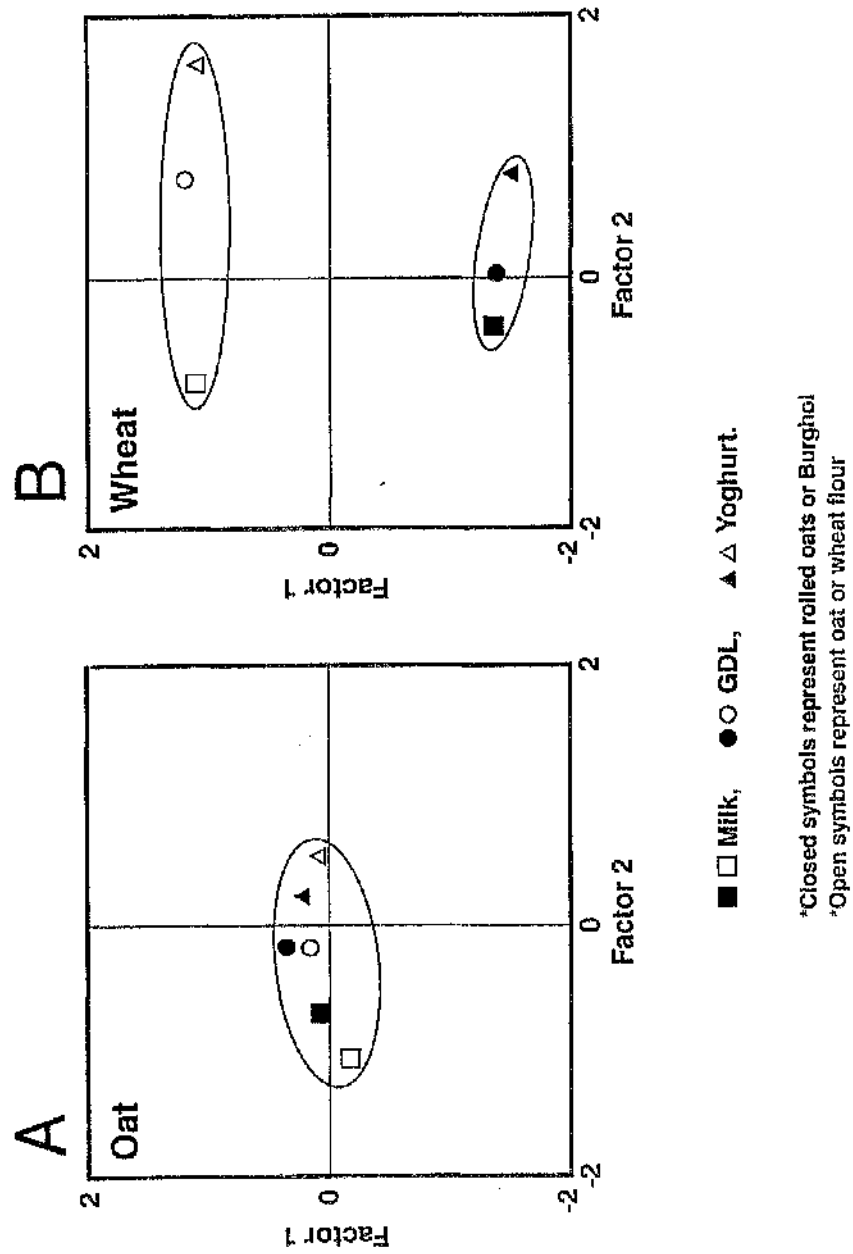 A
Oat
2
0
-2
Factor 1
-2
0
2
Factor 2
B
Wheat
2
0
-2
Factor 1
-2
0
2
Factor 2
■ □ Milk, ● ○ GDL, ▲ △ Yoghurt.
*Closed symbols represent rolled oats or Burghol
*Open symbols represent oat or wheat flour